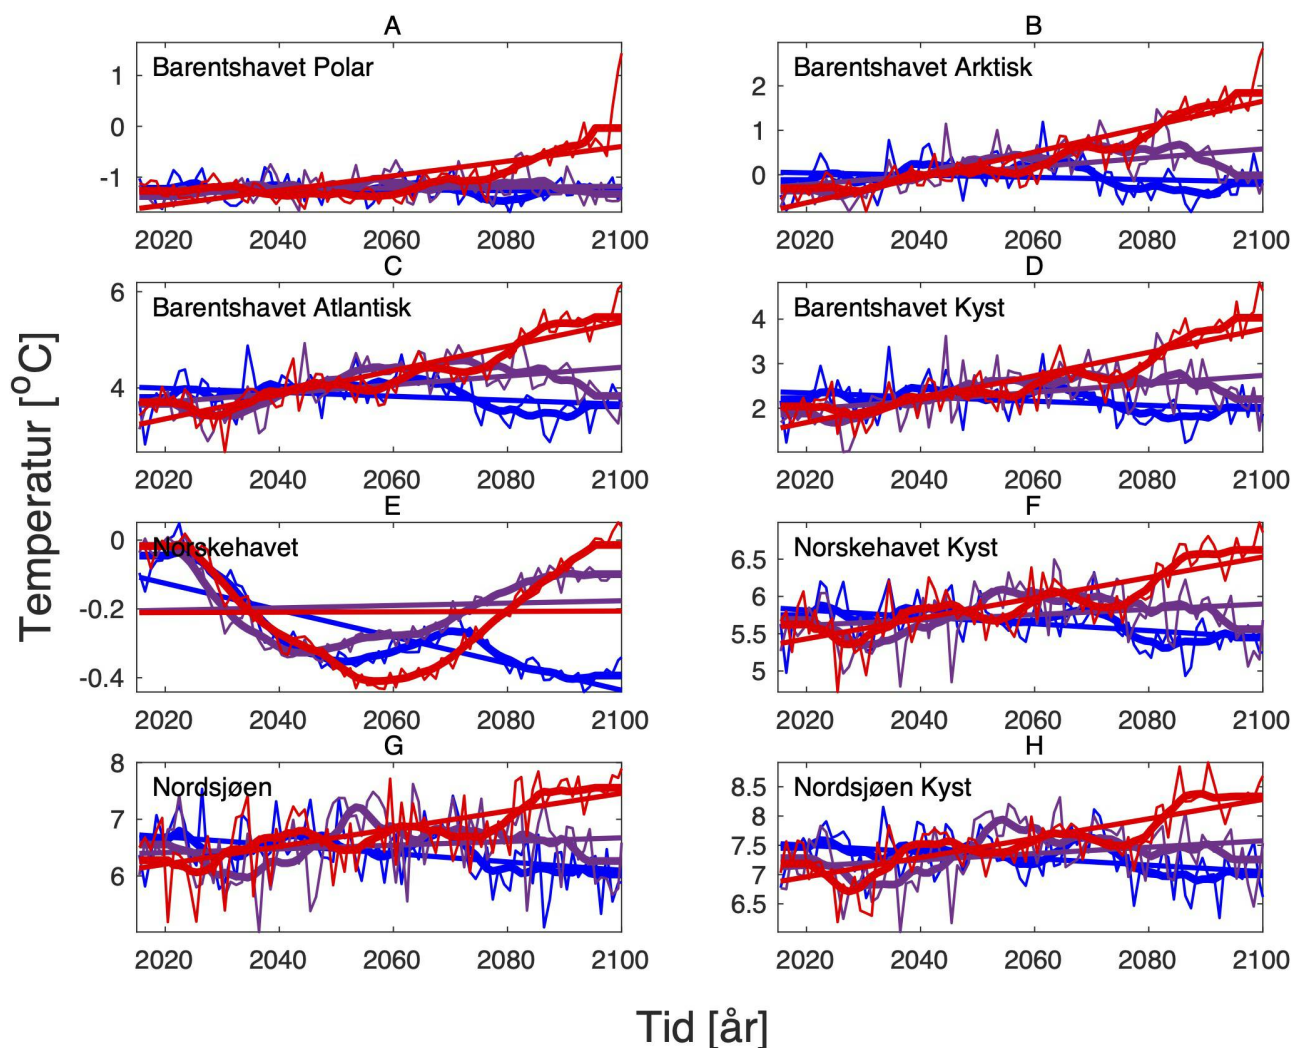 A
Barentshavet Polar
1
0
-1
2020 2040 2060 2080 2100
B
Barentshavet Arktisk
2
1
0
2020 2040 2060 2080 2100
C
Barentshavet Atlantisk
6
4
2020 2040 2060 2080 2100
D
Barentshavet Kyst
4
3
2
2020 2040 2060 2080 2100
E
Norskehavet
0
-0.2
-0.4
2020 2040 2060 2080 2100
F
Norskehavet Kyst
6.5
6
5.5
5
2020 2040 2060 2080 2100
G
Nordsjøen
8
7
6
2020 2040 2060 2080 2100
H
Nordsjøen Kyst
8.5
8
7.5
7
6.5
2020 2040 2060 2080 2100
Temperatur [°C]
Tid [år]